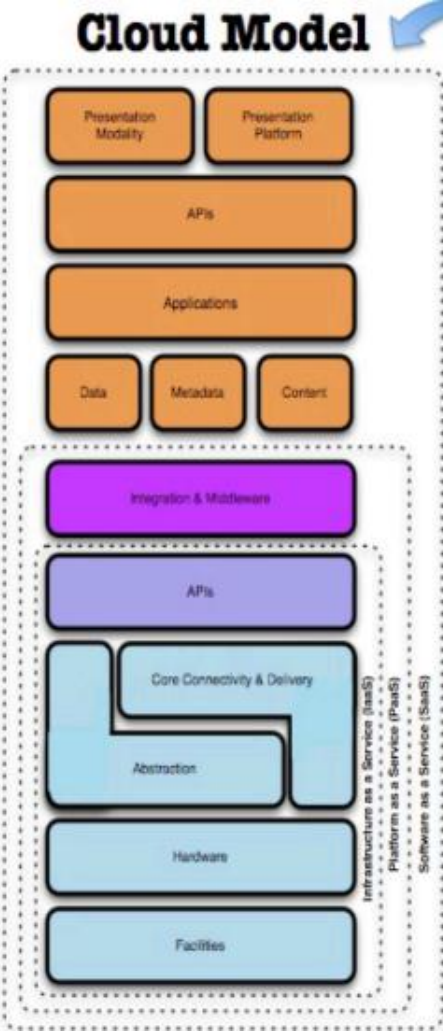 Cloud Model
Presentation
Modality
Presentation
Platform
APIs
Applications
Data
Metadata
Content
Integration & Middleware
APIs
Core Connectivity & Delivery
Abstraction
Hardware
Facilities
Infrastructure as a Service (IaaS)
Platform as a Service (PaaS)
Software as a Service (SaaS)